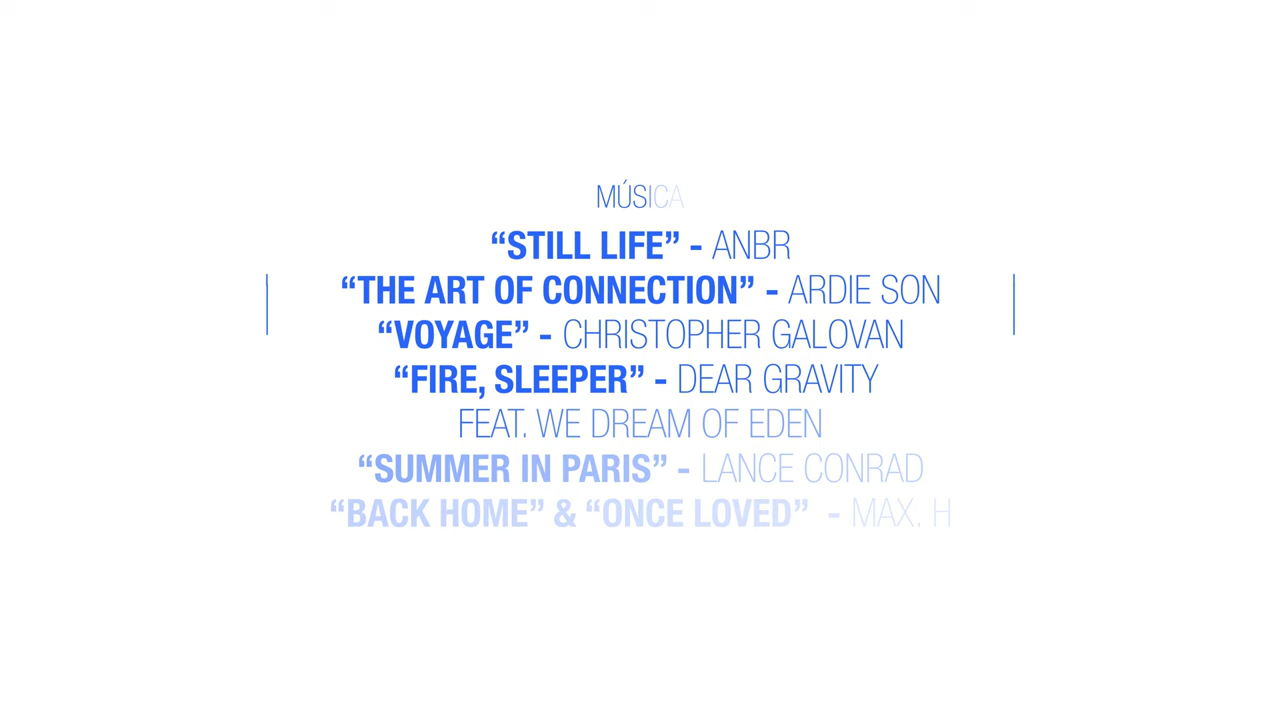 MÚSICA
“STILL LIFE” - ANBR
“THE ART OF CONNECTION” - ARDIE SON
“VOYAGE” - CHRISTOPHER GALOVAN
“FIRE, SLEEPER” - DEAR GRAVITY
FEAT. WE DREAM OF EDEN
“SUMMER IN PARIS” - LANCE CONRAD
“BACK HOME” & “ONCE LOVED” - MAX. H